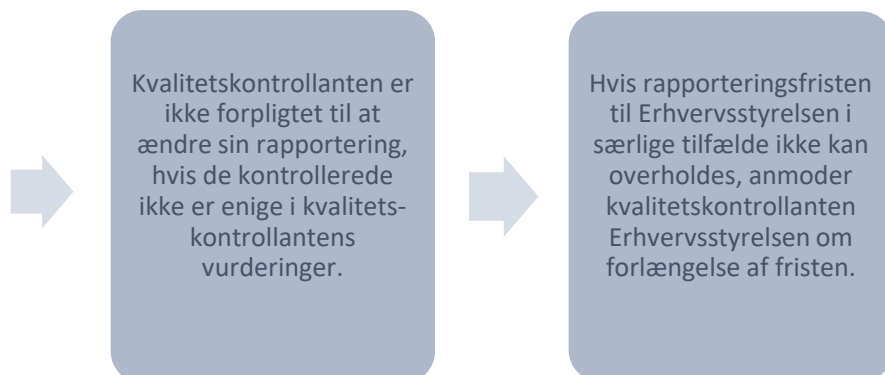 Kvalitetskontrollanten er
ikke forpligtet til at
ændre sin rapportering,
hvis de kontrollerede
ikke er enige i kvalitets-
kontrollantens
vurderinger.
Hvis rapporteringsfristen
til Erhvervsstyrelsen i
særlige tilfælde ikke kan
overholdes, anmoder
kvalitetskontrollanten
Erhvervsstyrelsen om
forlængelse af fristen.